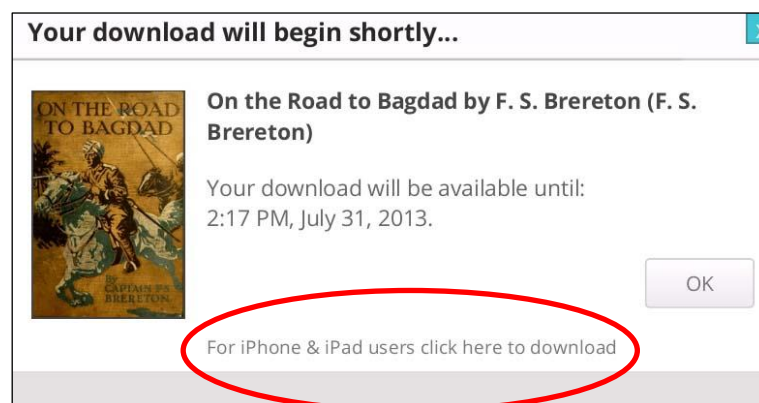 Your download will begin shortly...
ON THE ROAD
TO BAGDAD
BY
CAPTAIN F.S.
BRERETON
On the Road to Bagdad by F. S. Brereton (F. S.
Brereton)
Your download will be available until:
2:17 PM, July 31, 2013.
OK
For iPhone & iPad users click here to download